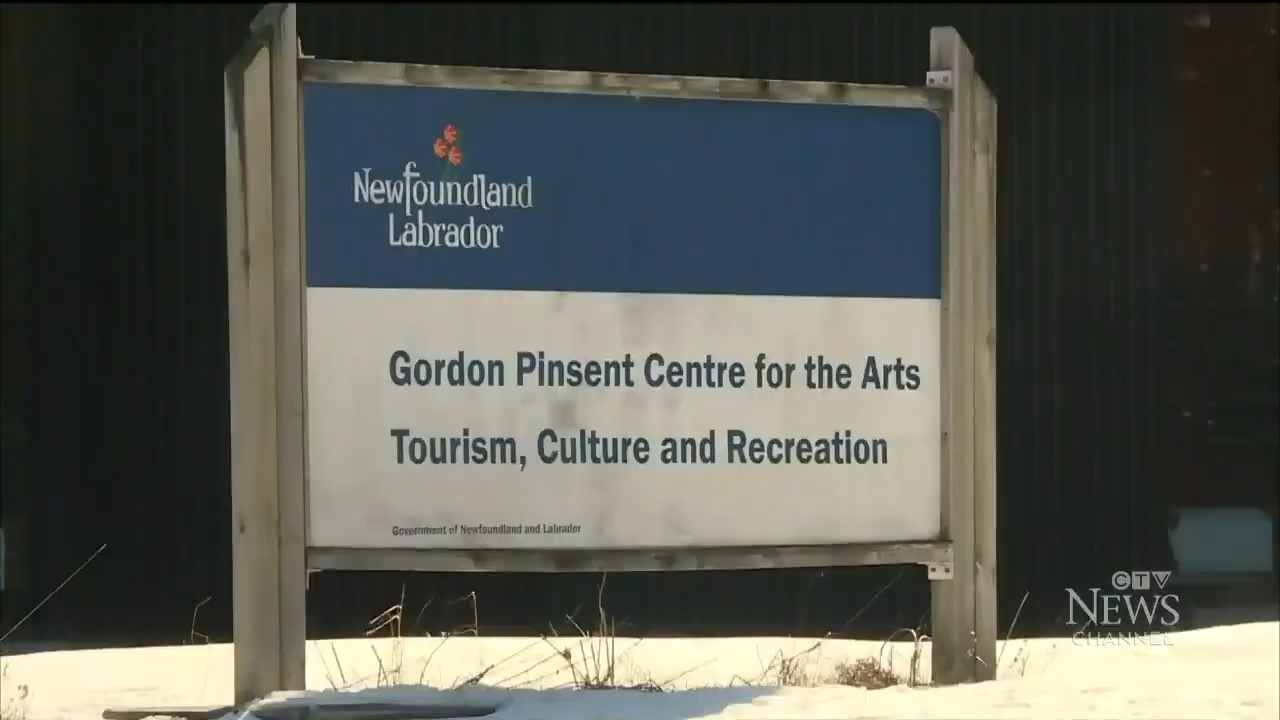 Newfoundland
Labrador
Gordon Pinsent Centre for the Arts
Tourism, Culture and Recreation
Government of Newfoundland and Labrador
CTV
NEWS
CHANNEL